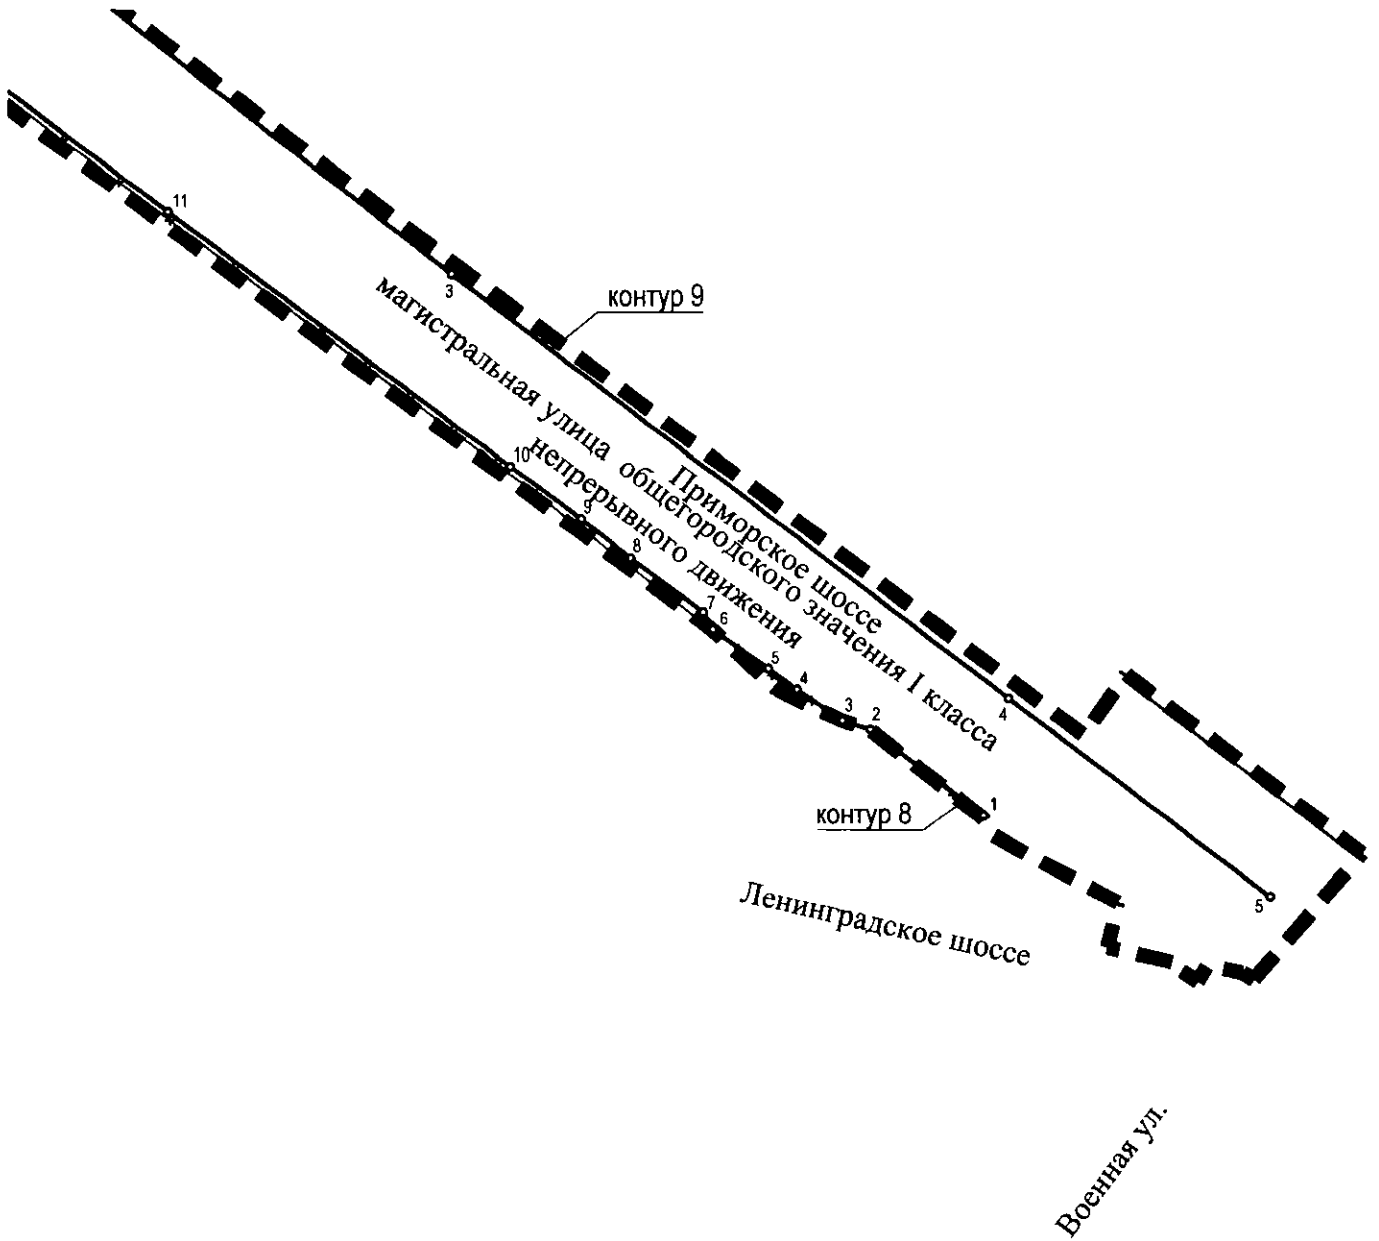 11
3
контур 9
магистральная улица общегородского значения I класса
непрерывного движения
Приморское шоссе
10
9
8
7
6
5
4
3
2
1
4
5
контур 8
Ленинградское шоссе
Военная ул.